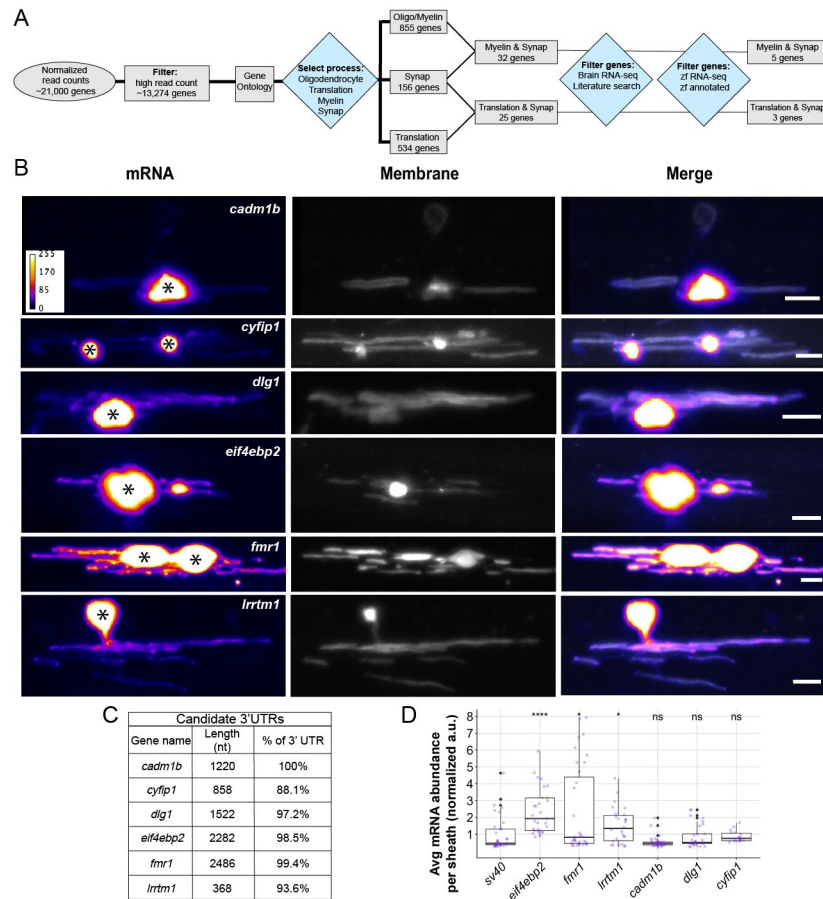 A
Normalized
read counts
~21,000 genes
Filter:
high read count
~13,274 genes
Gene
Ontology
Select process:
Oligodendrocyte
Translation
Myelin
Synap
Oligo/Myelin
855 genes
Synap
156 genes
Translation
534 genes
Myelin & Synap
32 genes
Translation & Synap
25 genes
Filter genes:
Brain RNA-seq
Literature search
Filter genes:
zf RNA-seq
zf annotated
Myelin & Synap
5 genes
Translation & Synap
3 genes
B
mRNA Membrane Merge
cadm1b
255
170
85
0
*
cyfip1
* *
dlg1
*
eif4ebp2
*
fmr1
* *
lrrtm1
*
C
Candidate 3'UTRs
Gene name Length (nt) % of 3' UTR
cadm1b 1220 100%
cyfip1 858 88.1%
dlg1 1522 97.2%
eif4ebp2 2282 98.5%
fmr1 2486 99.4%
lrrtm1 368 93.6%
D
Avg mRNA abundance
per sheath (normalized a.u.)
8
7
6
5
4
3
2
1
**** * * ns ns ns
sv40 eif4ebp2 fmr1 lrrtm1 cadm1b dlg1 cyfip1